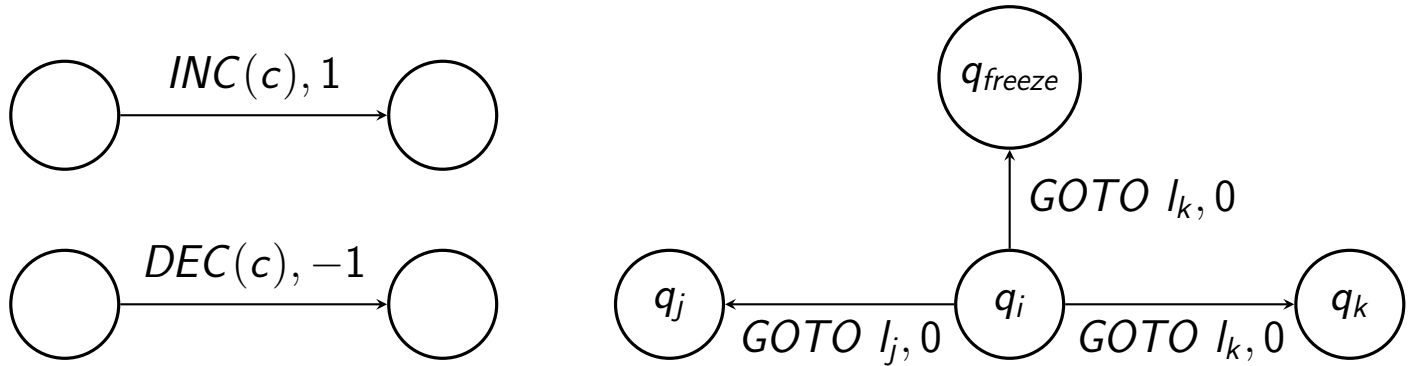 INC(c), 1
DEC(c), −1
q_freeze
GOTO l_k, 0
q_j
q_i
q_k
GOTO l_j, 0
GOTO l_k, 0